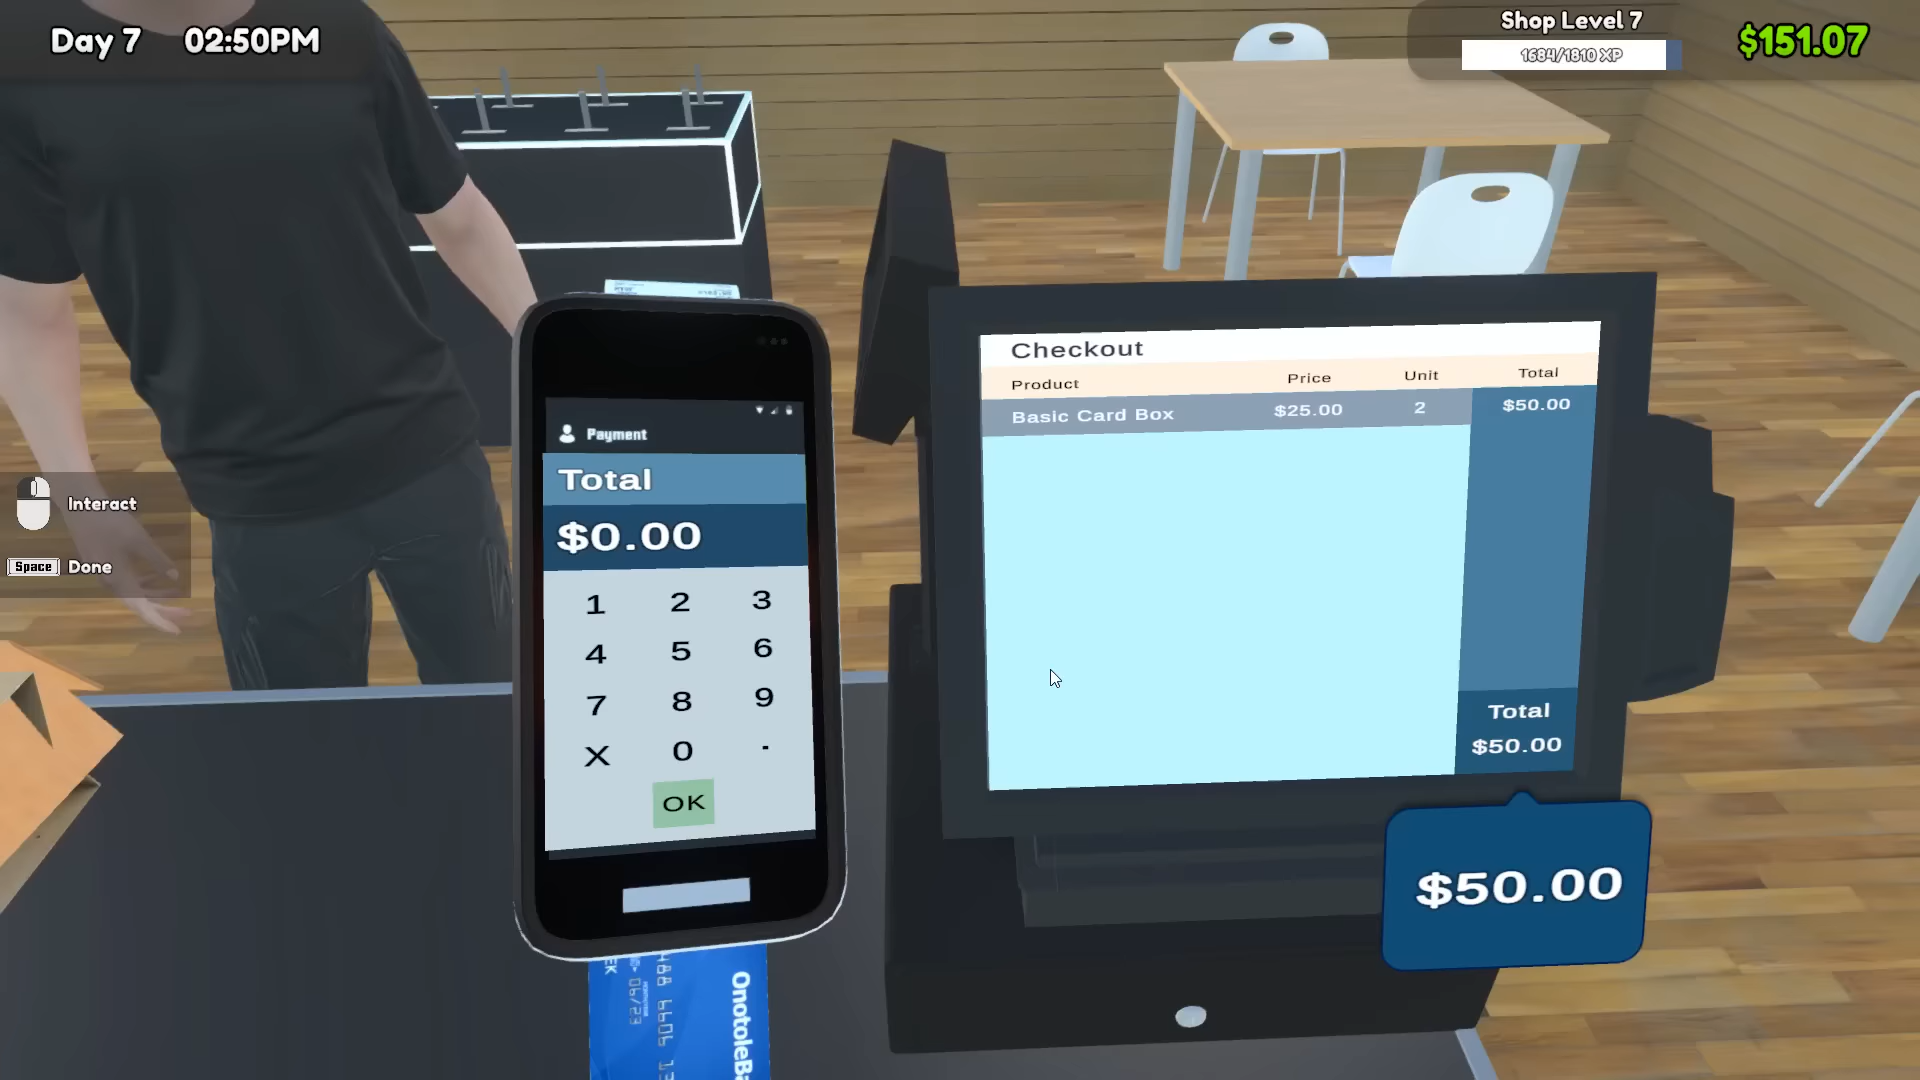 Day 7 02:50PM
Shop Level 7
1684/1810 XP
$151.07
Interact
Space Done
Payment
Total
$0.00
1 2 3
4 5 6
7 8 9
X 0 .
OK
Checkout
Product Price Unit Total
Basic Card Box $25.00 2 $50.00
Total
$50.00
$50.00
06/23